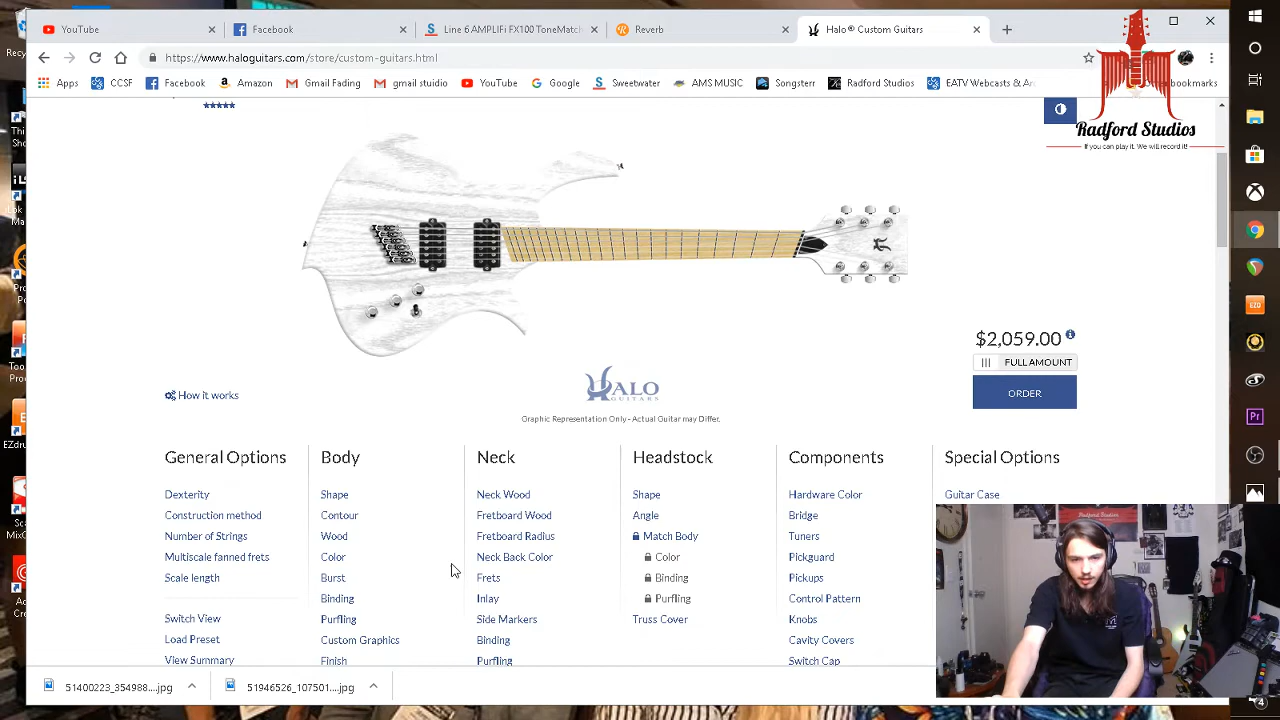 YouTube
Facebook
Line 6 AMPLIFi TX100 ToneMatch
Reverb
Halo® Custom Guitars
https://www.haloguitars.com/store/custom-guitars.html
Apps
CCSF
Facebook
Amazon
Gmail Fading
gmail stuidio
YouTube
Google
Sweetwater
AMS MUSIC
Songsterr
Radford Studios
EATV Webcasts & Ar
Radford Studios
If you can play it. We will record it!
$2,059.00
FULL AMOUNT
ORDER
How it works
HALO
GUITARS
Graphic Representation Only - Actual Guitar may Differ.
General Options
Dexterity
Construction method
Number of Strings
Multiscale fanned frets
Scale length
Switch View
Load Preset
View Summary
Body
Shape
Contour
Wood
Color
Burst
Binding
Purfling
Custom Graphics
Finish
Neck
Neck Wood
Fretboard Wood
Fretboard Radius
Neck Back Color
Frets
Inlay
Side Markers
Binding
Purfling
Headstock
Shape
Angle
Match Body
Color
Binding
Purfling
Truss Cover
Components
Hardware Color
Bridge
Tuners
Pickguard
Pickups
Control Pattern
Knobs
Cavity Covers
Switch Cap
Special Options
Guitar Case
51400223_354988....jpg
51946526_107501....jpg